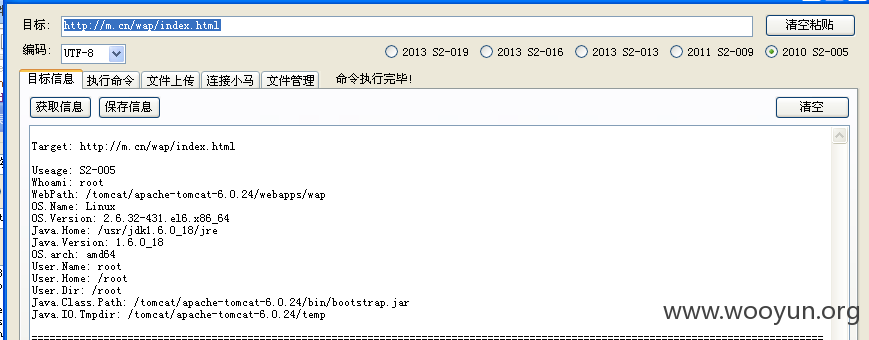 目标: http://m.cn/wap/index.html 清空粘贴
编码: UTF-8 2013 S2-019 2013 S2-016 2013 S2-013 2011 S2-009 2010 S2-005
目标信息 执行命令 文件上传 连接小马 文件管理 命令执行完毕!
获取信息 保存信息 清空
Target: http://m.cn/wap/index.html
Useage: S2-005
Whoami: root
WebPath: /tomcat/apache-tomcat-6.0.24/webapps/wap
OS.Name: Linux
OS.Version: 2.6.32-431.el6.x86_64
Java.Home: /usr/jdk1.6.0_18/jre
Java.Version: 1.6.0_18
OS.arch: amd64
User.Name: root
User.Home: /root
User.Dir: /root
Java.Class.Path: /tomcat/apache-tomcat-6.0.24/bin/bootstrap.jar
Java.IO.Tmpdir: /tomcat/apache-tomcat-6.0.24/temp
www.wooyun.org